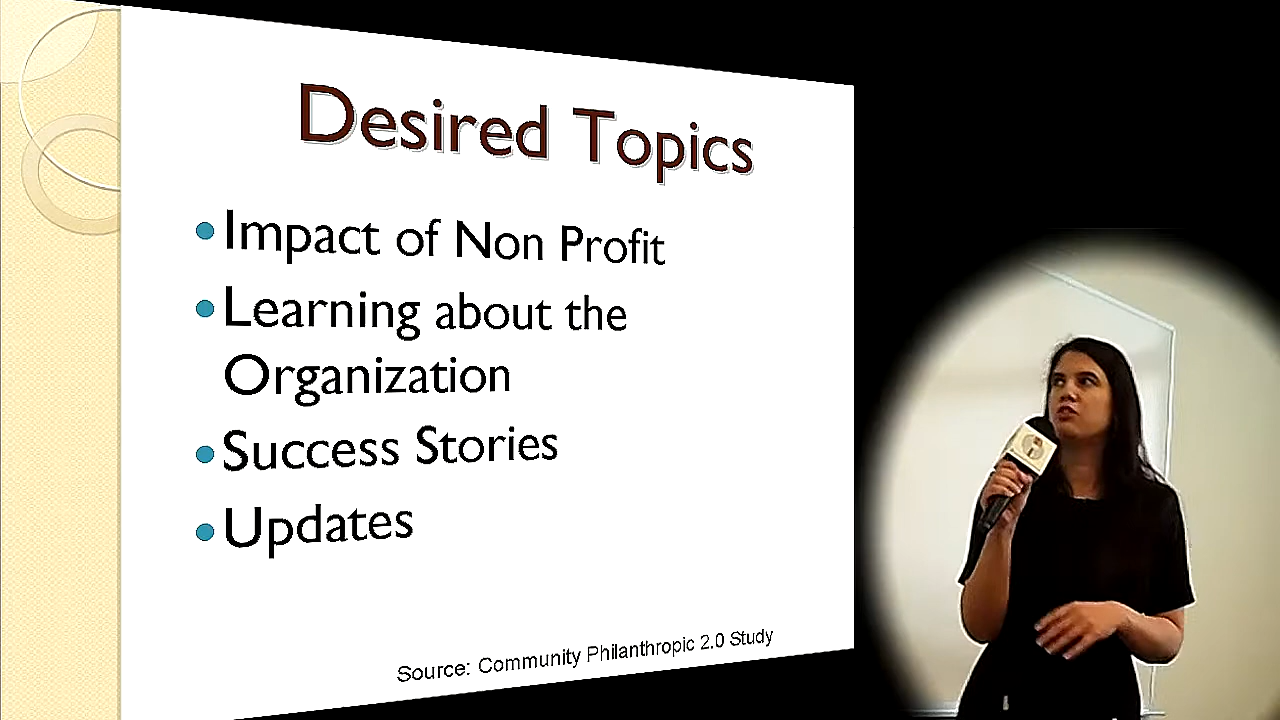 Desired Topics
Impact of Non Profit
Learning about the
Organization
Success Stories
Updates
Source: Community Philanthropic 2.0 Study